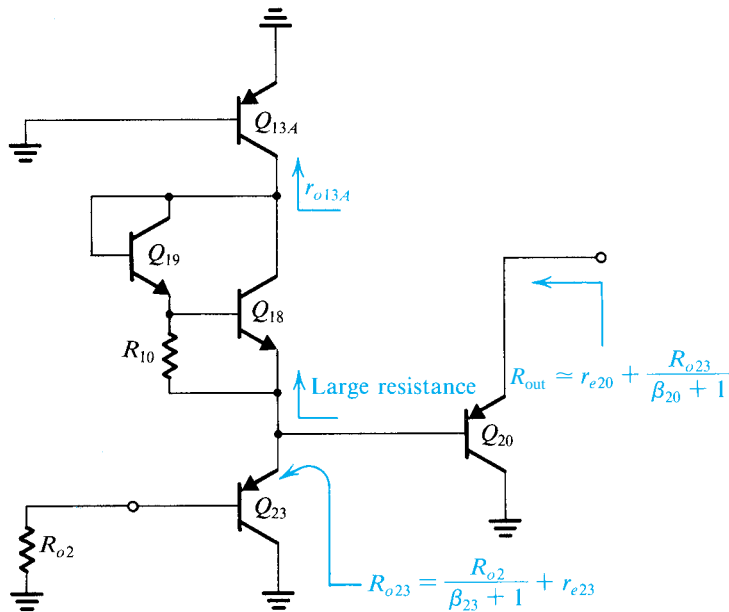 Q13A
ro13A
Q19
Q18
R10
Large resistance
Rout ≃ re20 + Ro23 / (β20 + 1)
Q20
Q23
Ro2
Ro23 = Ro2 / (β23 + 1) + re23